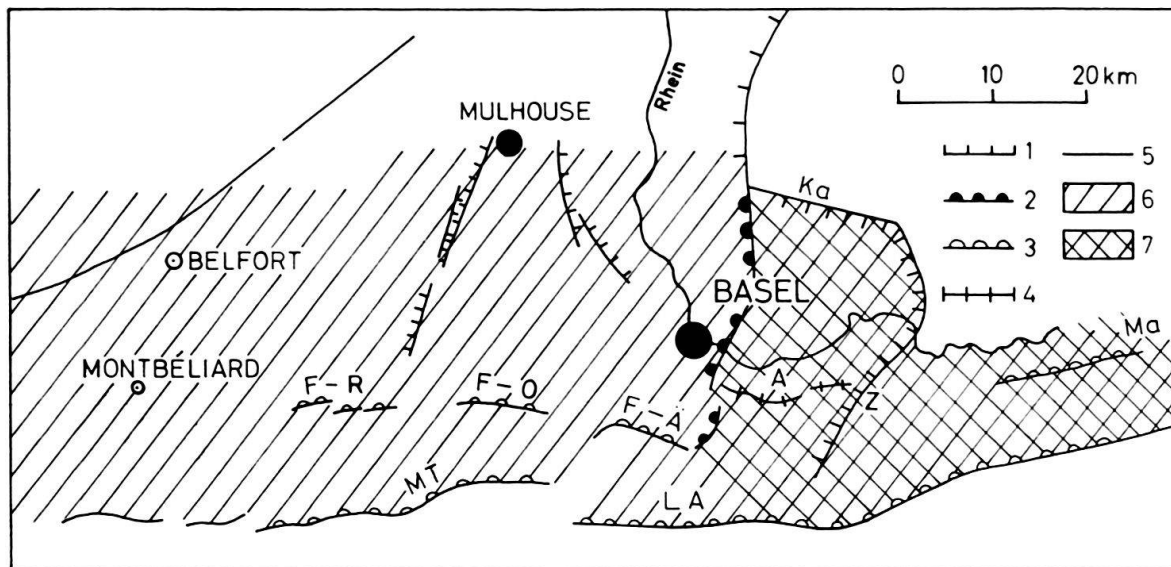 Rhein
0 10 20 km
MULHOUSE
1 5
2 6
3 7
4
Ka
BELFORT
BASEL
Ma
MONTBÉLIARD
F-R
F-O
A
Z
F-Ä
MT
LA